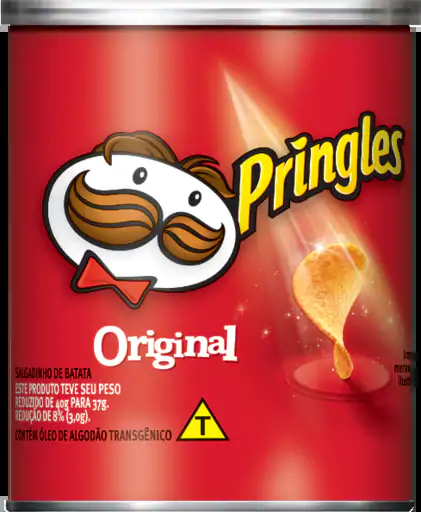 Pringles
Original
SALGADINHO DE BATATA
ESTE PRODUTO TEVE SEU PESO
REDUZIDO DE 40g PARA 37g.
REDUÇÃO DE 8% (3,0g).
CONTÉM ÓLEO DE ALGODÃO TRANSGÊNICO
T